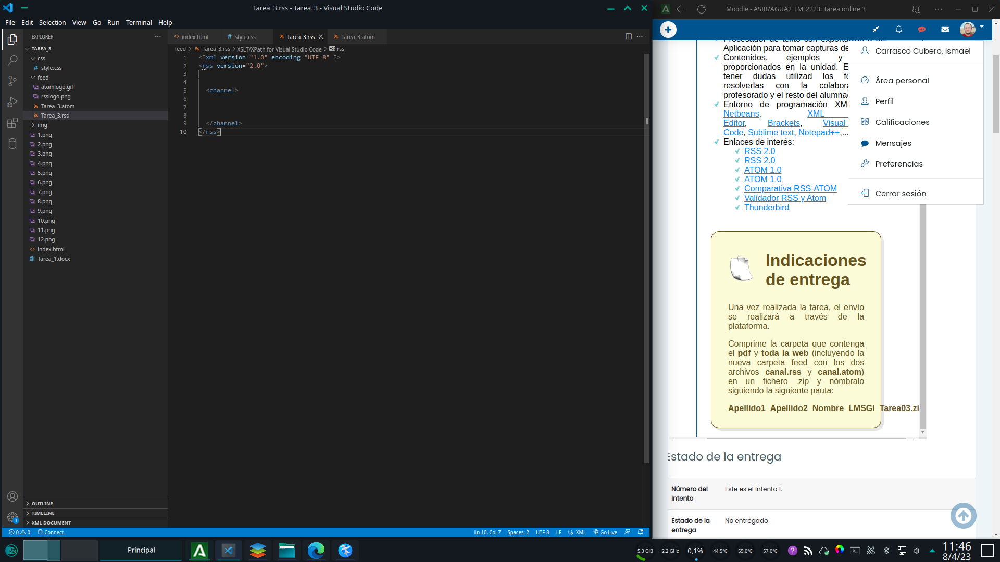 Tarea_3.rss - Tarea_3 - Visual Studio Code
File Edit Selection View Go Run Terminal Help
EXPLORER
TAREA_3
css
style.css
feed
atomlogo.gif
rsslogo.png
Tarea_3.atom
Tarea_3.rss
img
1.png
2.png
3.png
4.png
5.png
6.png
7.png
8.png
9.png
10.png
11.png
12.png
index.html
Tarea_1.docx
OUTLINE
TIMELINE
XML DOCUMENT
index.html style.css Tarea_3.rss Tarea_3.atom
feed > Tarea_3.rss > XSLT/XPath for Visual Studio Code > rss
1 <?xml version="1.0" encoding="UTF-8" ?>
2 <rss version="2.0">
3
4
5 <channel>
6
7
8
9 </channel>
10 </rss>
0 0 Connect
Ln 10, Col 7 Spaces: 2 UTF-8 LF XML Go Live
Moodle - ASIR/AGUA2_LM_2223: Tarea online 3
Aplicación para tomar capturas de
Contenidos, ejemplos y
proporcionados en la unidad. E
tener dudas utilizad los fo
resolverlas con la colabora
profesorado y el resto del alumnad
Entorno de programación XML
Netbeans, XML
Editor, Brackets, Visual
Code, Sublime text, Notepad++,...
Enlaces de interés:
RSS 2.0
RSS 2.0
ATOM 1.0
ATOM 1.0
Comparativa RSS-ATOM
Validador RSS y Atom
Thunderbird
Carrasco Cubero, Ismael
Área personal
Perfil
Calificaciones
Mensajes
Preferencias
Cerrar sesión
Indicaciones
de entrega
Una vez realizada la tarea, el envío
se realizará a través de la
plataforma.
Comprime la carpeta que contenga
el pdf y toda la web (incluyendo la
nueva carpeta feed con los dos
archivos canal.rss y canal.atom)
en un fichero .zip y nómbralo
siguiendo la siguiente pauta:
Apellido1_Apellido2_Nombre_LMSGI_Tarea03.zi
Estado de la entrega
Número del
intento
Este es el intento 1.
Estado de la
entrega
No entregado
Principal
5,3 GiB 2,2 GHz 0,1% 44,5°C 55,0°C 57,0°C
11:46
8/4/23